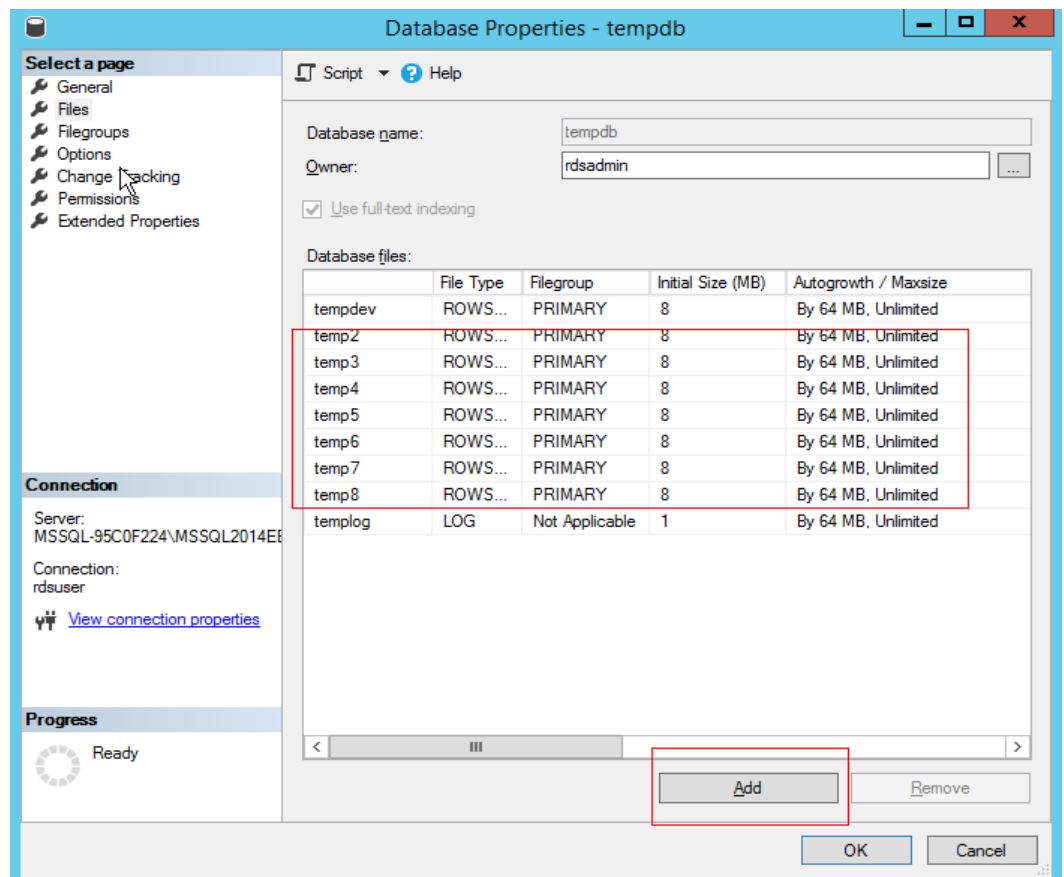 Database Properties - tempdb
Select a page
General
Files
Filegroups
Options
Change Tracking
Permissions
Extended Properties
Script Help
Database name: tempdb
Owner: rdsadmin ...
Use full-text indexing
Database files:
File Type Filegroup Initial Size (MB) Autogrowth / Maxsize
tempdev ROWS... PRIMARY 8 By 64 MB, Unlimited
temp2 ROWS... PRIMARY 8 By 64 MB, Unlimited
temp3 ROWS... PRIMARY 8 By 64 MB, Unlimited
temp4 ROWS... PRIMARY 8 By 64 MB, Unlimited
temp5 ROWS... PRIMARY 8 By 64 MB, Unlimited
temp6 ROWS... PRIMARY 8 By 64 MB, Unlimited
temp7 ROWS... PRIMARY 8 By 64 MB, Unlimited
temp8 ROWS... PRIMARY 8 By 64 MB, Unlimited
templog LOG Not Applicable 1 By 64 MB, Unlimited
Connection
Server:
MSSQL-95C0F224\MSSQL2014EE
Connection:
rdsuser
View connection properties
Progress
Ready
Add Remove
OK Cancel